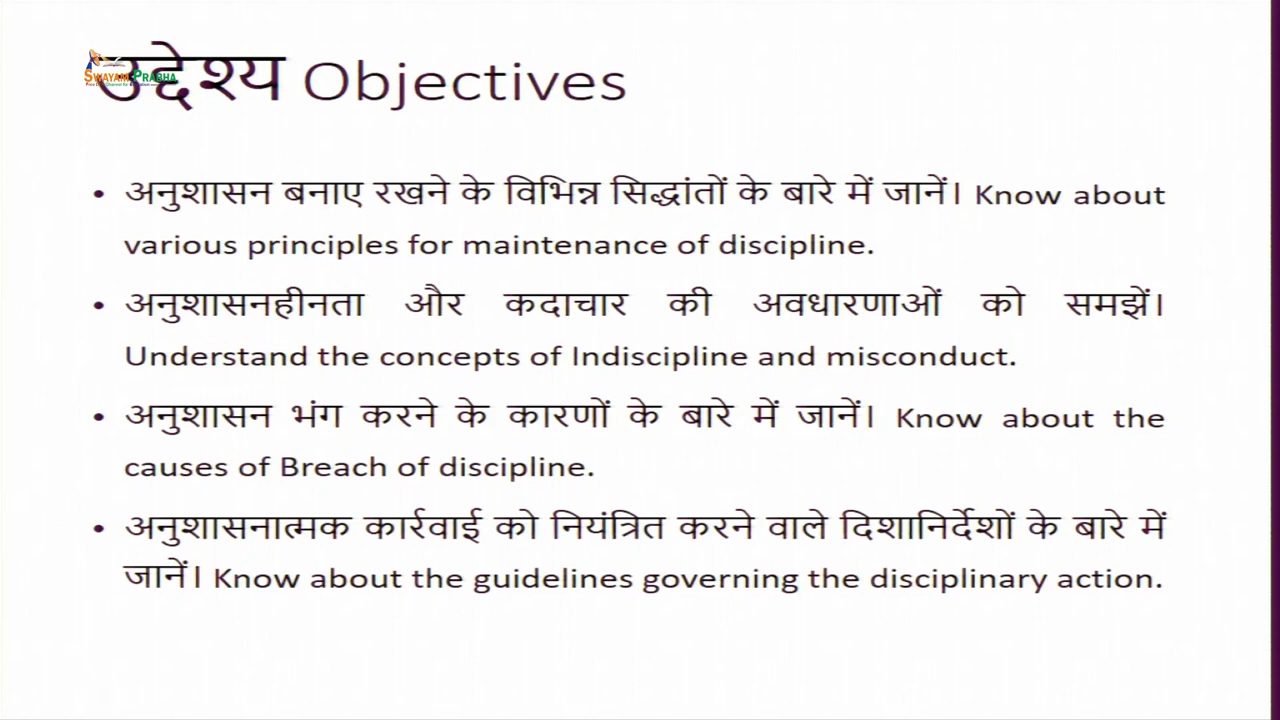 उद्देश्य Objectives
SWAYAM PRABHA
• अनुशासन बनाए रखने के विभिन्न सिद्धांतों के बारे में जानें। Know about
various principles for maintenance of discipline.
• अनुशासनहीनता और कदाचार की अवधारणाओं को समझें।
Understand the concepts of Indiscipline and misconduct.
• अनुशासन भंग करने के कारणों के बारे में जानें। Know about the
causes of Breach of discipline.
• अनुशासनात्मक कार्रवाई को नियंत्रित करने वाले दिशानिर्देशों के बारे में
जानें। Know about the guidelines governing the disciplinary action.